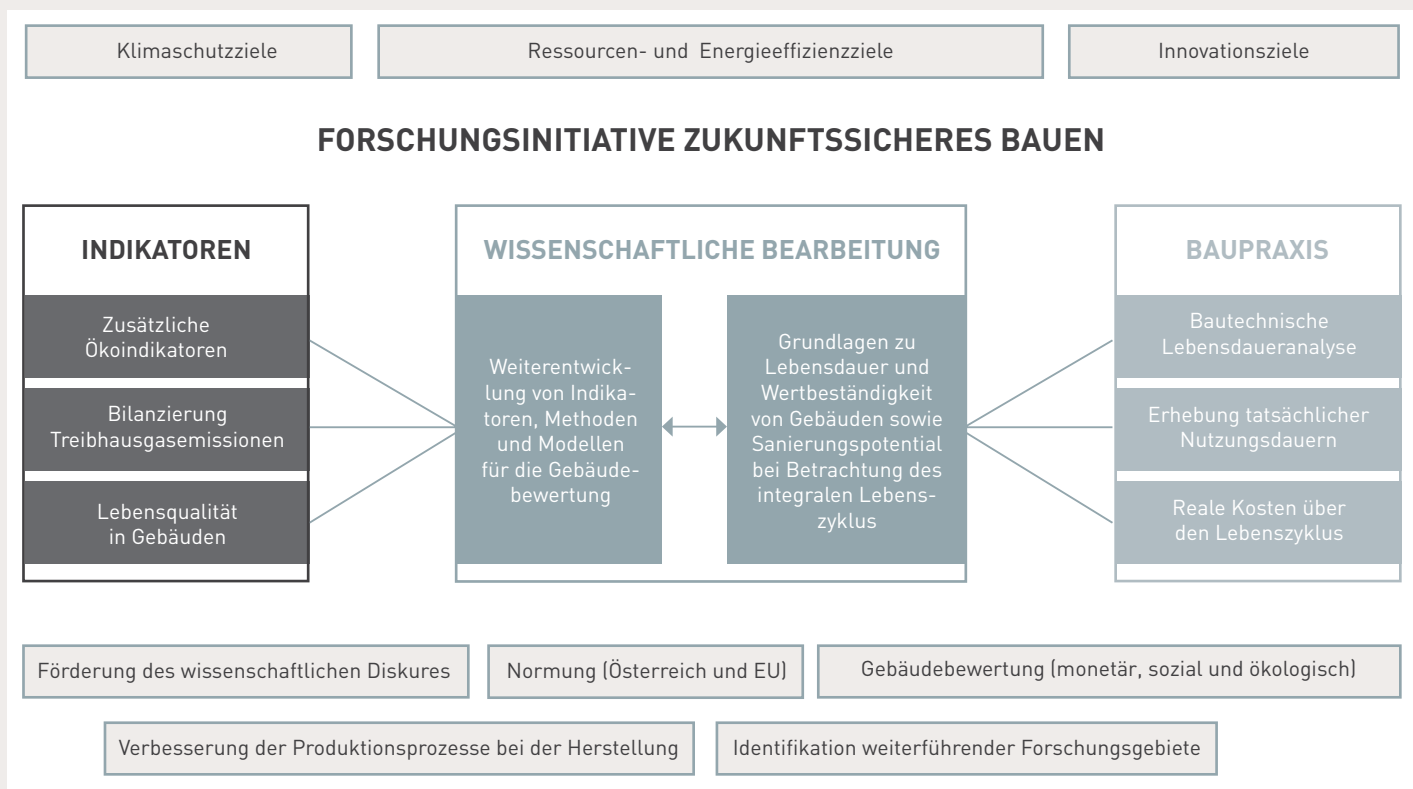 Klimaschutzziele
Ressourcen- und Energieeffizienzziele
Innovationsziele
FORSCHUNGSINITIATIVE ZUKUNFTSSICHERES BAUEN
INDIKATOREN
Zusätzliche
Ökoindikatoren
Bilanzierung
Treibhausgasemissionen
Lebensqualität
in Gebäuden
WISSENSCHAFTLICHE BEARBEITUNG
Weiterentwick-
lung von Indika-
toren, Methoden
und Modellen
für die Gebäude-
bewertung
Grundlagen zu
Lebensdauer und
Wertbeständigkeit
von Gebäuden sowie
Sanierungspotential
bei Betrachtung des
integralen Lebens-
zyklus
BAUPRAXIS
Bautechnische
Lebensdaueranalyse
Erhebung tatsächlicher
Nutzungsdauern
Reale Kosten über
den Lebenszyklus
Förderung des wissenschaftlichen Diskures
Normung (Österreich und EU)
Gebäudebewertung (monetär, sozial und ökologisch)
Verbesserung der Produktionsprozesse bei der Herstellung
Identifikation weiterführender Forschungsgebiete